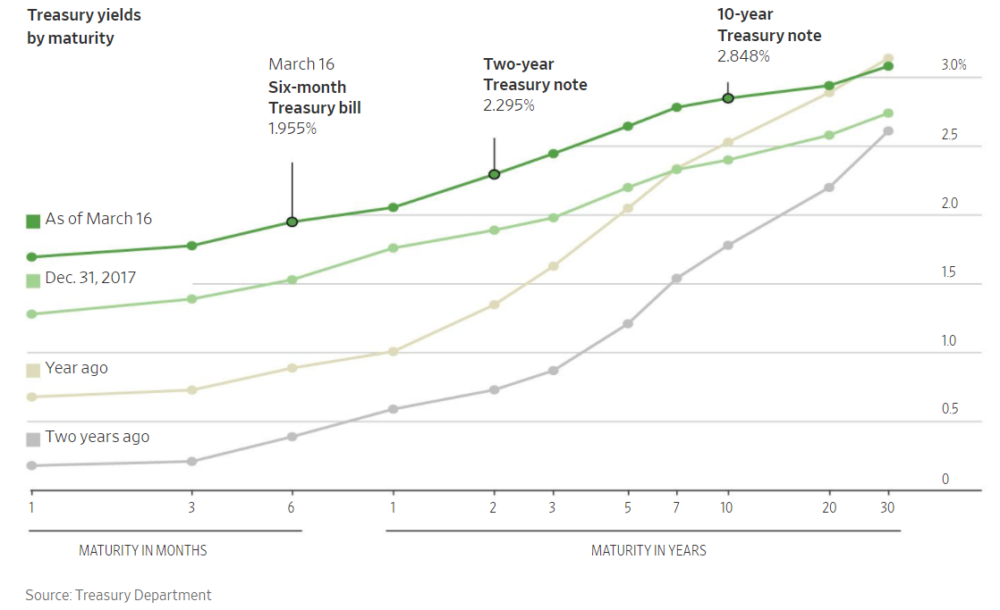 Treasury yields
by maturity
March 16
Six-month
Treasury bill
1.955%
Two-year
Treasury note
2.295%
10-year
Treasury note
2.848%
3.0%
2.5
2.0
1.5
1.0
0.5
0
As of March 16
Dec. 31, 2017
Year ago
Two years ago
1 3 6 1 2 3 5 7 10 20 30
MATURITY IN MONTHS MATURITY IN YEARS
Source: Treasury Department